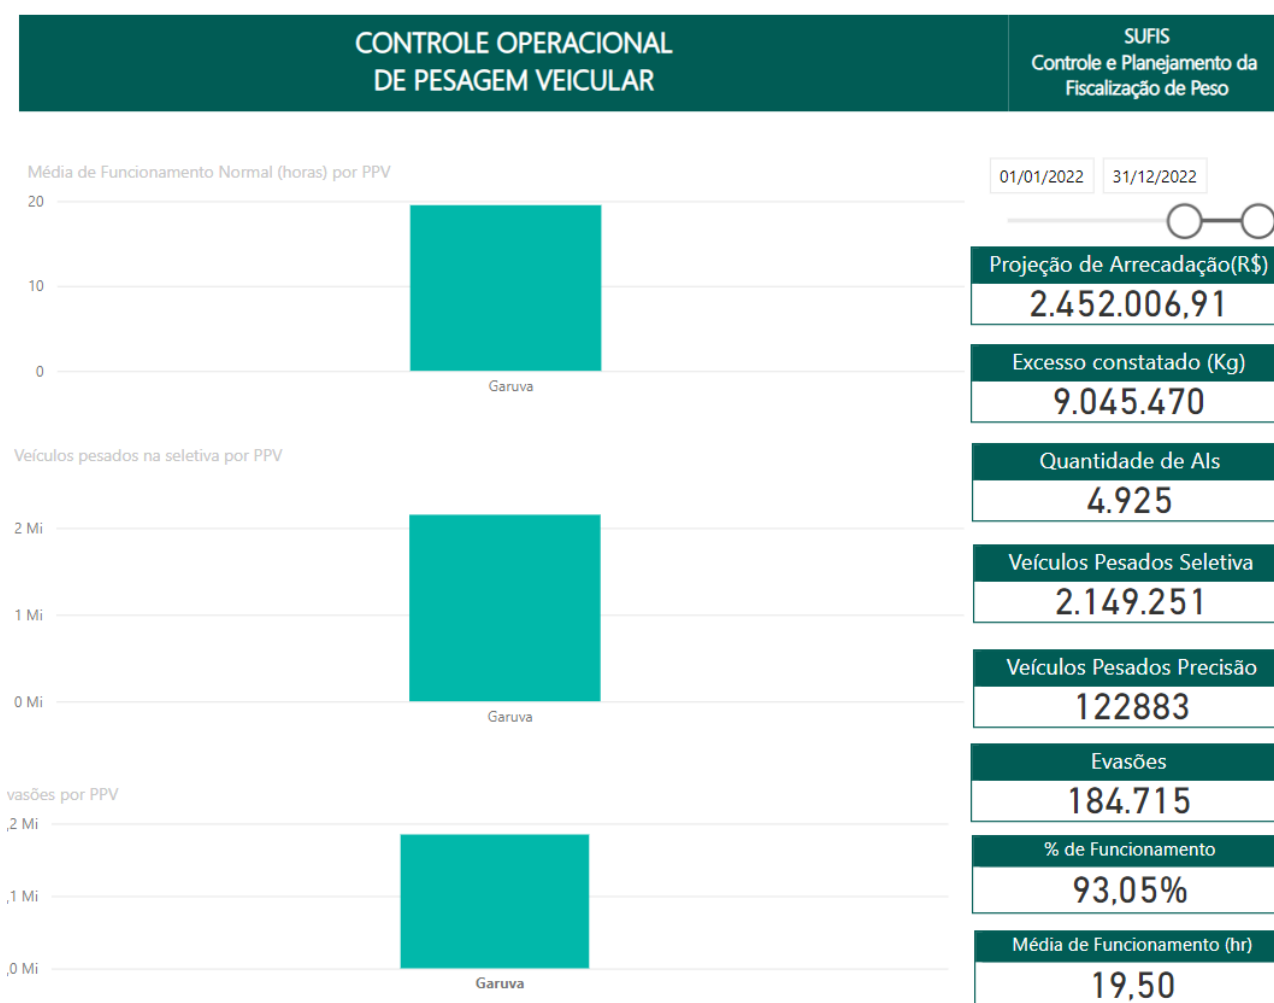 CONTROLE OPERACIONAL
DE PESAGEM VEICULAR
SUFIS
Controle e Planejamento da
Fiscalização de Peso
Média de Funcionamento Normal (horas) por PPV
20
10
0
Garuva
Veículos pesados na seletiva por PPV
2 Mi
1 Mi
0 Mi
Garuva
vasões por PPV
,2 Mi
,1 Mi
,0 Mi
Garuva
01/01/2022 31/12/2022
Projeção de Arrecadação(R$)
2.452.006,91
Excesso constatado (Kg)
9.045.470
Quantidade de AIs
4.925
Veículos Pesados Seletiva
2.149.251
Veículos Pesados Precisão
122883
Evasões
184.715
% de Funcionamento
93,05%
Média de Funcionamento (hr)
19,50